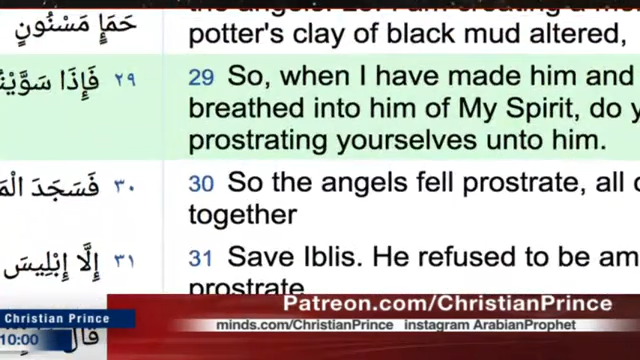 حَمَإٍ مَسْنُونٍ
potter's clay of black mud altered,
٢٩ فَإِذَا
29 So, when I have made him and
breathed into him of My Spirit, do
prostrating yourselves unto him.
٣٠ فَسَجَدَ
30 So the angels fell prostrate, all
together
٣١ إِلَّا إِبْلِيسَ
31 Save Iblis. He refused to be
prostrate
Patreon.com/ChristianPrince
Christian Prince
minds.com/ChristianPrince instagram ArabianProphet
10:00